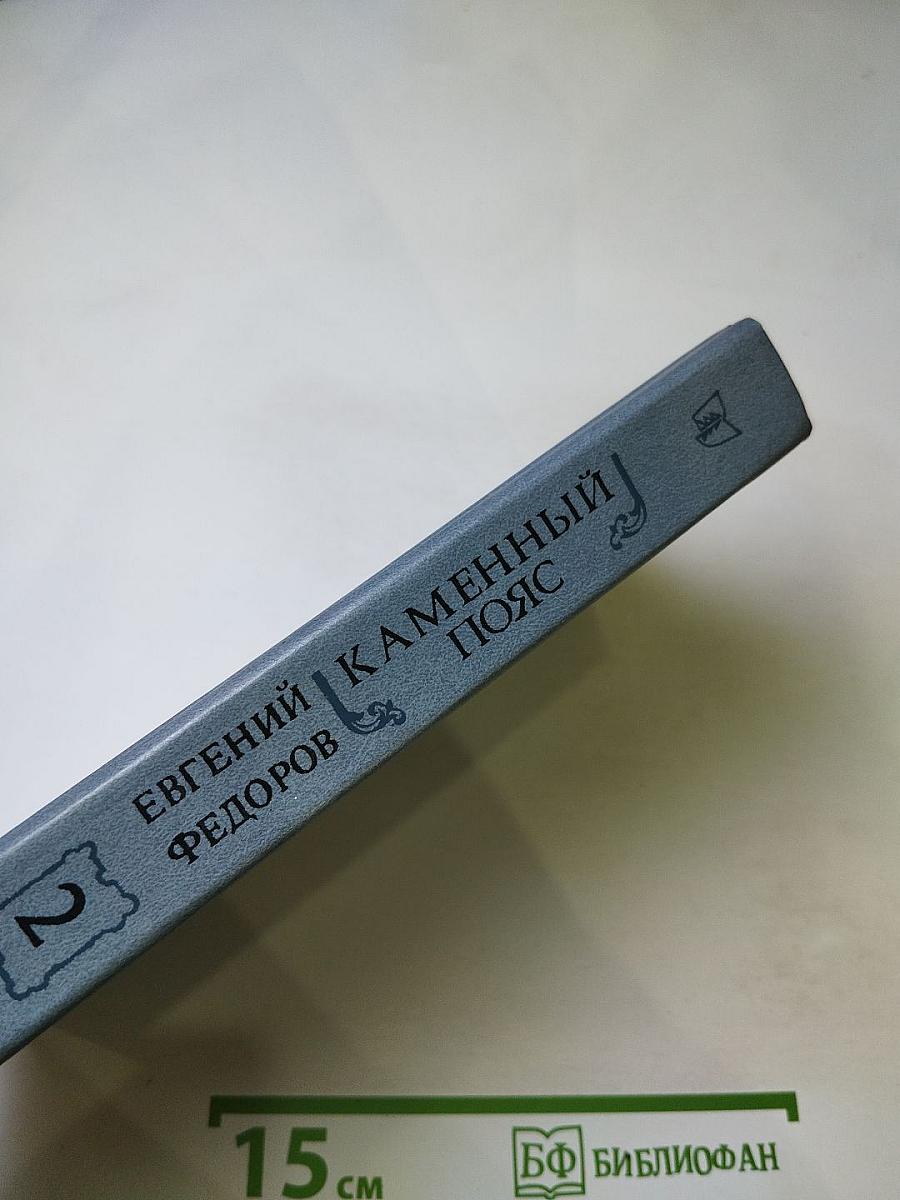 ЕВГЕНИЙ
ФЕДОРОВ
КАМЕННЫЙ
ПОЯС
2
15 см
БФ БИБЛИОФАН